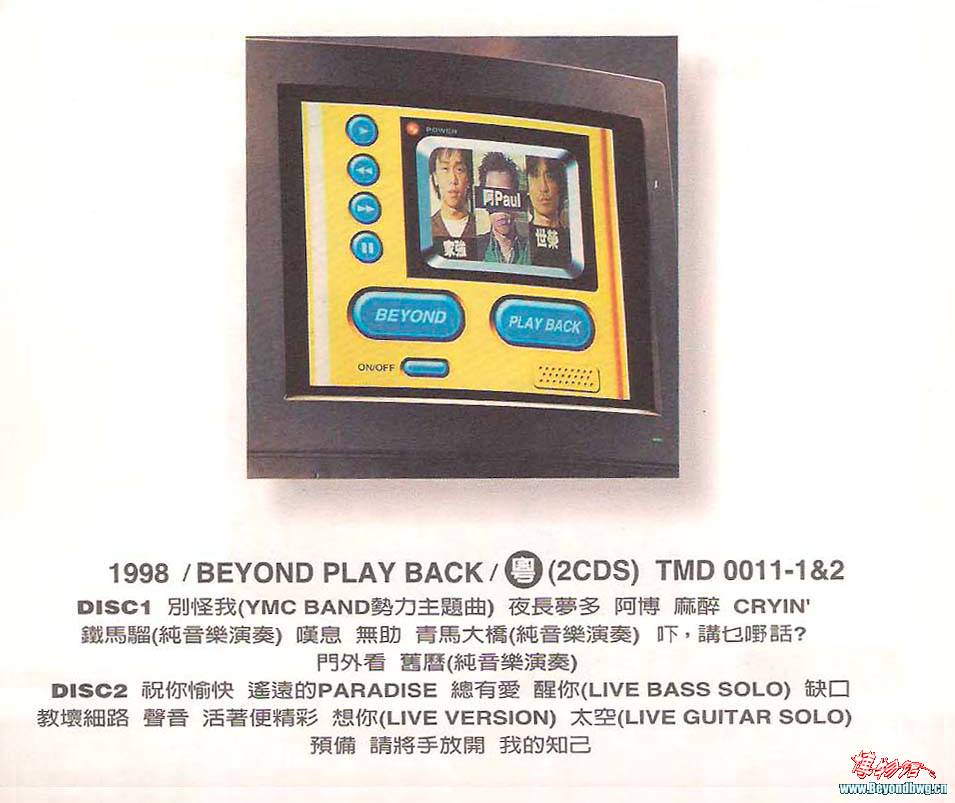 POWER
阿Paul
家強
世榮
BEYOND
PLAY BACK
ON/OFF
1998 / BEYOND PLAY BACK / 粵 (2CDS) TMD 0011-1&2
DISC1 別怪我(YMC BAND勢力主題曲) 夜長夢多 阿博 麻醉 CRYIN'
鐵馬騮(純音樂演奏) 嘆息 無助 青馬大橋(純音樂演奏) 吓，講乜嘢話?
門外看 舊曆(純音樂演奏)
DISC2 祝你愉快 遙遠的PARADISE 總有愛 醒你(LIVE BASS SOLO) 缺口
教壞細路 聲音 活著便精彩 想你(LIVE VERSION) 太空(LIVE GUITAR SOLO)
預備 請將手放開 我的知己
博物館
www.Beyondbwg.cn